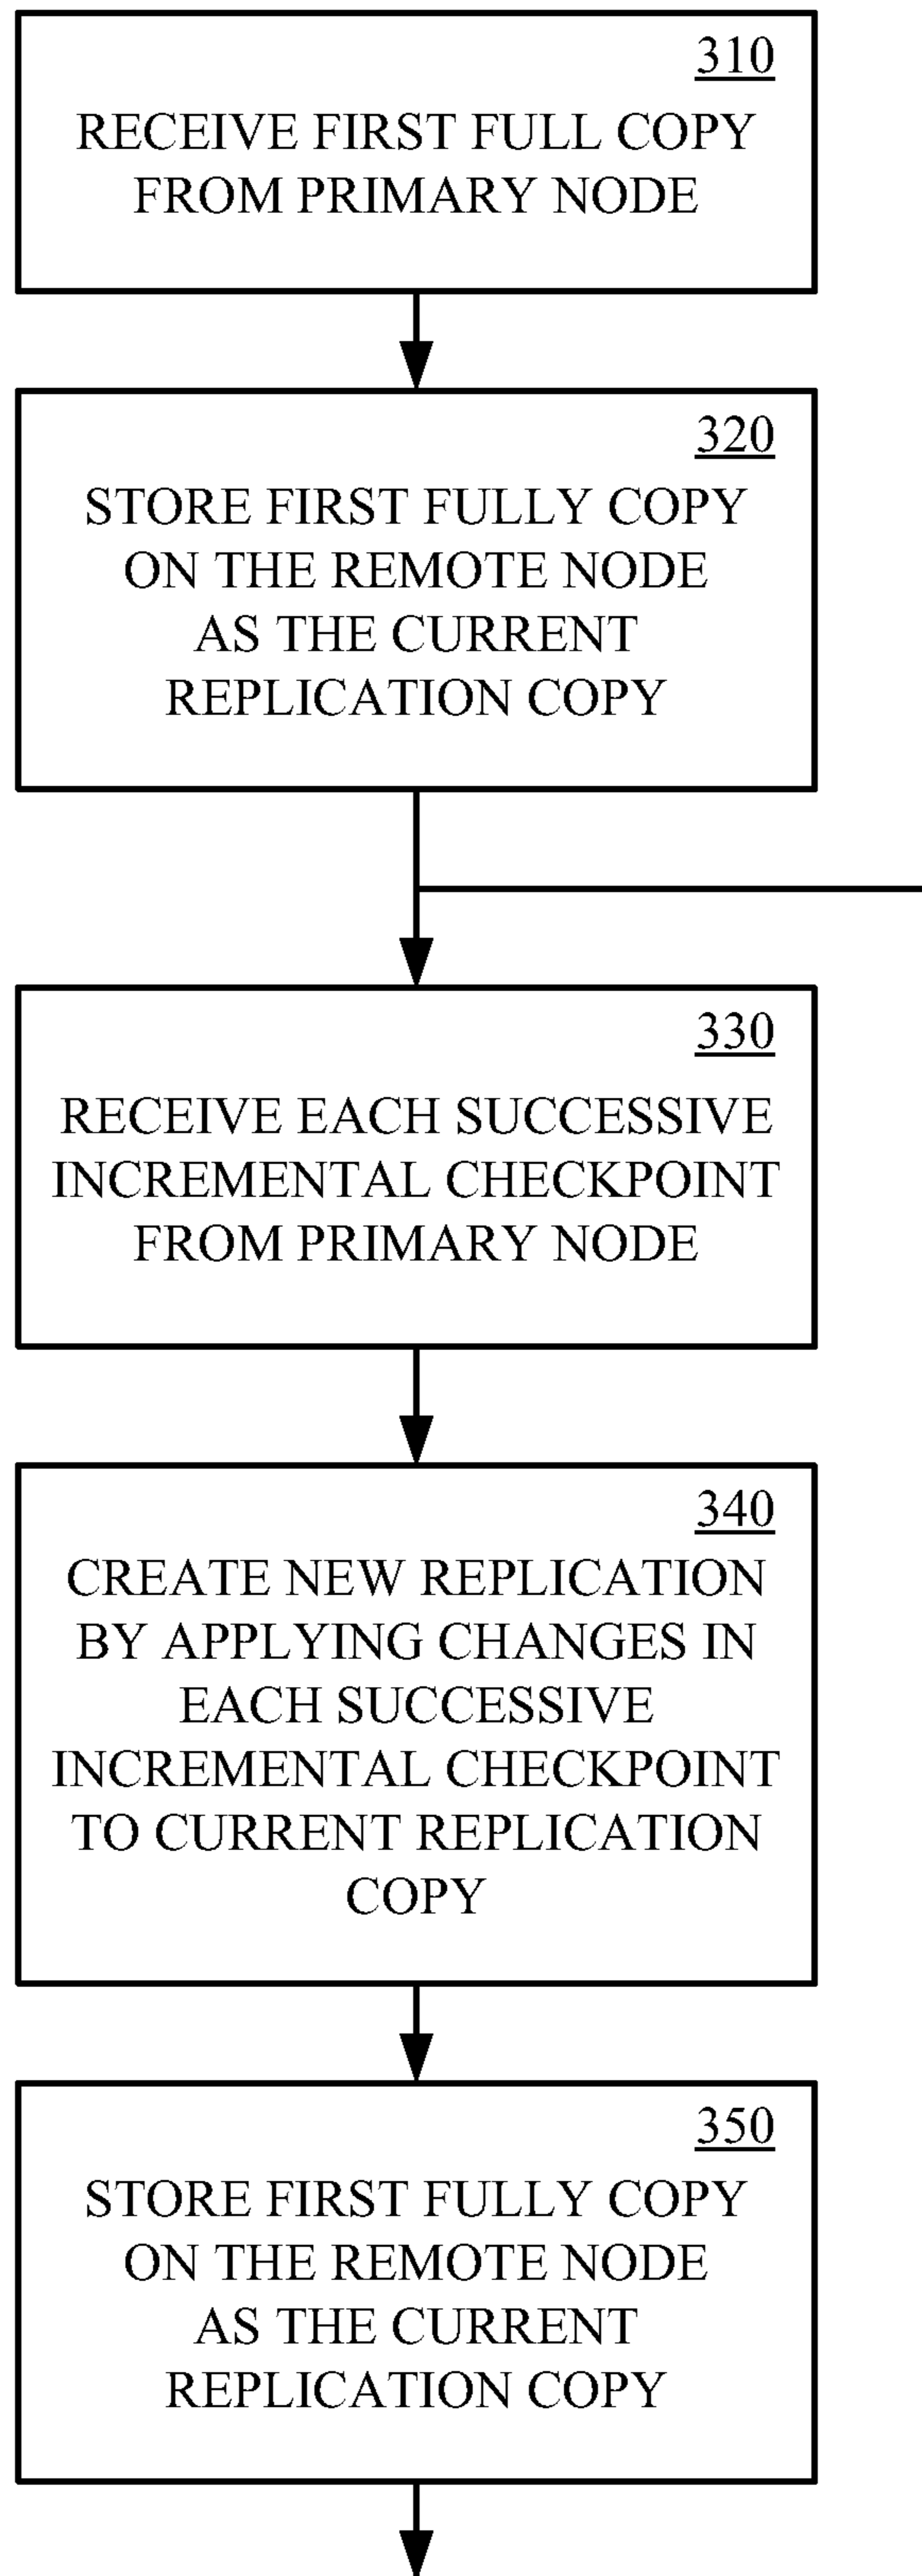 310
RECEIVE FIRST FULL COPY
FROM PRIMARY NODE
320
STORE FIRST FULLY COPY
ON THE REMOTE NODE
AS THE CURRENT
REPLICATION COPY
330
RECEIVE EACH SUCCESSIVE
INCREMENTAL CHECKPOINT
FROM PRIMARY NODE
340
CREATE NEW REPLICATION
BY APPLYING CHANGES IN
EACH SUCCESSIVE
INCREMENTAL CHECKPOINT
TO CURRENT REPLICATION
COPY
350
STORE FIRST FULLY COPY
ON THE REMOTE NODE
AS THE CURRENT
REPLICATION COPY